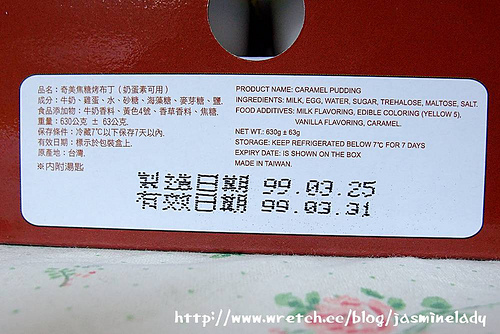 品名：奇美焦糖烤布丁（奶蛋素可用）
成分：牛奶、雞蛋、水、砂糖、海藻糖、麥芽糖、鹽.
食品添加物：牛奶香料、黃色4號、香草香料、焦糖.
重量：630公克 ± 63公克.
保存條件：冷藏7℃以下保存7天以內.
有效日期：標示於包裝盒上.
原產地：台灣.
※內附湯匙
PRODUCT NAME: CARAMEL PUDDING
INGREDIENTS: MILK, EGG, WATER, SUGAR, TREHALOSE, MALTOSE, SALT.
FOOD ADDITIVES: MILK FLAVORING, EDIBLE COLORING (YELLOW 5),
VANILLA FLAVORING, CARAMEL.
NET WT.: 630g ± 63g
STORAGE: KEEP REFRIGERATED BELOW 7℃ FOR 7 DAYS
EXPIRY DATE: IS SHOWN ON THE BOX
MADE IN TAIWAN.
製造日期 99.03.25
有效日期 99.03.31
http://www.wretch.cc/blog/jasminelady